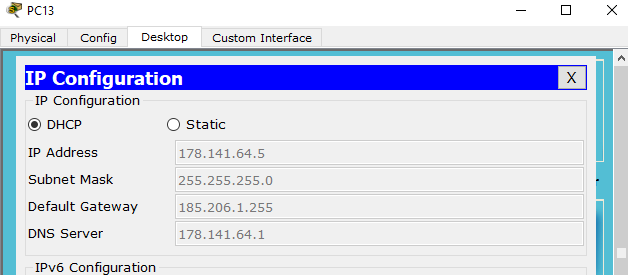 PC13
Physical Config Desktop Custom Interface
IP Configuration X
IP Configuration
DHCP Static
IP Address 178.141.64.5
Subnet Mask 255.255.255.0
Default Gateway 185.206.1.255
DNS Server 178.141.64.1
IPv6 Configuration